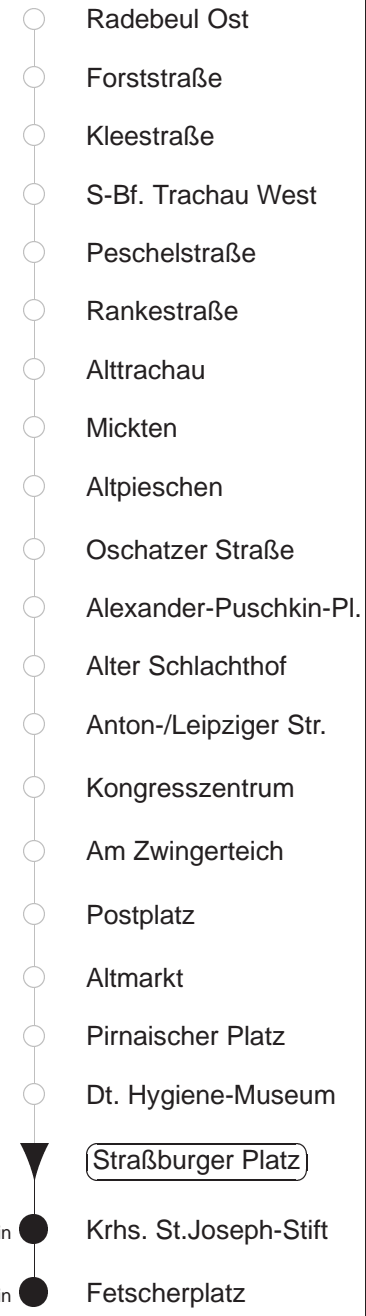 Radebeul Ost
Forststraße
Kleestraße
S-Bf. Trachau West
Peschelstraße
Rankestraße
Alttrachau
Mickten
Altpieschen
Oschatzer Straße
Alexander-Puschkin-Pl.
Alter Schlachthof
Anton-/Leipziger Str.
Kongresszentrum
Am Zwingerteich
Postplatz
Altmarkt
Pirnaischer Platz
Dt. Hygiene-Museum
Straßburger Platz
Krhs. St.Joseph-Stift
Fetscherplatz